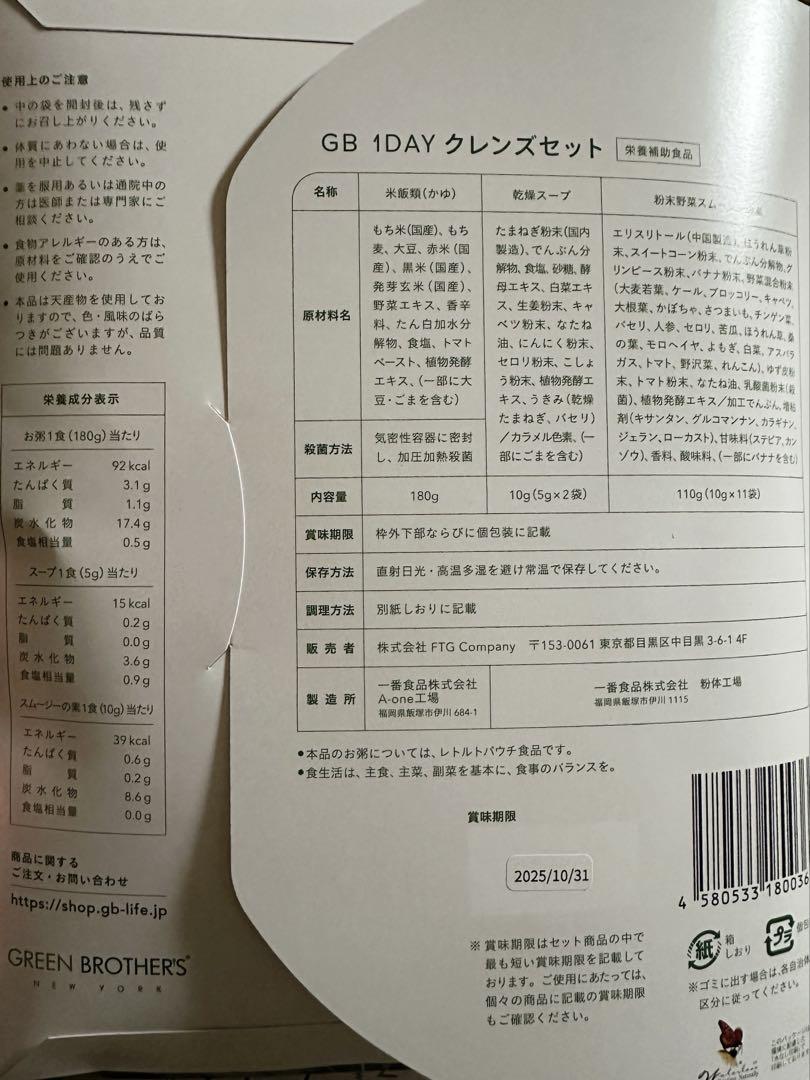 使用上のご注意
● 中の袋を開封後は、残さず
にお召し上がりください。
● 体質にあわない場合は、使
用を中止してください。
● 薬を服用あるいは通院中の
方は医師または専門家にご
相談ください。
● 食物アレルギーのある方は、
原材料をご確認のうえでご
使用ください。
● 本品は天産物を使用してお
りますので、色・風味のばら
つきがございますが、品質
には問題ありません。
栄養成分表示
お粥1食(180g)当たり
エネルギー 92kcal
たんぱく質 3.1g
脂 質 1.1g
炭水化物 17.4g
食塩相当量 0.5g
スープ1食(5g)当たり
エネルギー 15kcal
たんぱく質 0.2g
脂 質 0.0g
炭水化物 3.6g
食塩相当量 0.9g
スムージーの素1食(10g)当たり
エネルギー 39kcal
たんぱく質 0.6g
脂 質 0.2g
炭水化物 8.6g
食塩相当量 0.0g
商品に関する
ご注文・お問い合わせ
https://shop.gb-life.jp
GREEN BROTHER'S®
NEW YORK
GB 1DAY クレンズセット 栄養補助食品
名称 米飯類(かゆ) 乾燥スープ 粉末野菜スム
原材料名
もち米(国産)、もち
麦、大豆、赤米(国
産)、黒米(国産)、
発芽玄米(国産)、
野菜エキス、香辛
料、たん白加水分
解物、食塩、トマト
ペースト、植物発酵
エキス、(一部に大
豆・ごまを含む)
たまねぎ粉末(国内
製造)、でんぷん分
解物、食塩、砂糖、酵
母エキス、白菜エキ
ス、生姜粉末、キャ
ベツ粉末、なたね
油、にんにく粉末、
セロリ粉末、こしょ
う粉末、植物発酵エ
キス、うきみ(乾燥
たまねぎ、パセリ)
/カラメル色素、(一
部にごまを含む)
エリスリトール(中国製造)、ほうれん草粉
末、スイートコーン粉末、でんぷん分解物、グ
リンピース粉末、バナナ粉末、野菜混合粉末
(大麦若葉、ケール、ブロッコリー、キャベツ、
大根葉、かぼちゃ、さつまいも、チンゲン菜、
パセリ、人参、セロリ、苦瓜、ほうれん草、桑
の葉、モロヘイヤ、よもぎ、白菜、アスパラ
ガス、トマト、野沢菜、れんこん)、ゆず皮粉
末、トマト粉末、なたね油、乳酸菌粉末(殺
菌)、植物発酵エキス/加工でんぷん、増粘
剤(キサンタン、グルコマンナン、カラギナン、
ジェラン、ローカスト)、甘味料(ステビア、カン
ゾウ)、香料、酸味料、(一部にバナナを含む)
殺菌方法
気密性容器に密封
し、加圧加熱殺菌
内容量 180g 10g(5g×2袋) 110g(10g×11袋)
賞味期限 枠外下部ならびに個包装に記載
保存方法 直射日光・高温多湿を避け常温で保存してください。
調理方法 別紙しおりに記載
販売者 株式会社 FTG Company 〒153-0061 東京都目黒区中目黒 3-6-1 4F
製造所
一番食品株式会社
A-one工場
福岡県飯塚市伊川 684-1
一番食品株式会社 粉体工場
福岡県飯塚市伊川 1115
●本品のお粥については、レトルトパウチ食品です。
●食生活は、主食、主菜、副菜を基本に、食事のバランスを。
賞味期限
2025/10/31
※賞味期限はセット商品の中で
最も短い賞味期限を記載して
おります。ご使用にあたっては、
個々の商品に記載の賞味期限
もご確認ください。
4 580533 180036
紙 箱
しおり
プラ 個包
※ゴミに出す場合は、各自治体
区分に従ってください。